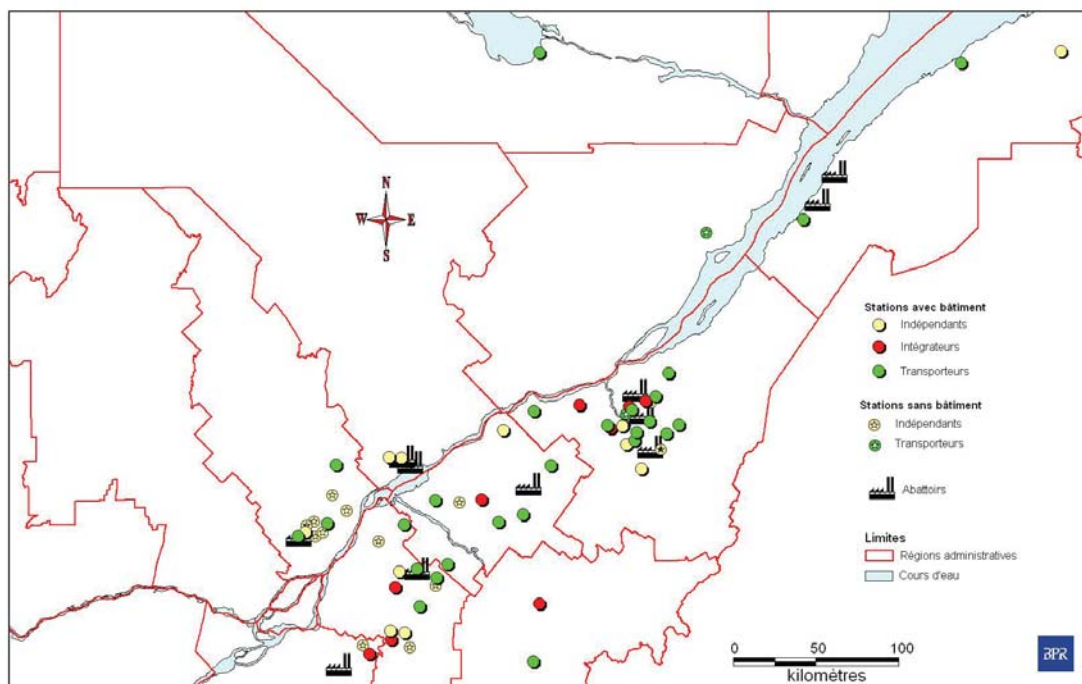 N
W E
S
Stations avec bâtiment
Indépendants
Intégrateurs
Transporteurs
Stations sans bâtiment
Indépendants
Transporteurs
Abattoirs
Limites
Régions administratives
Cours d'eau
0 50 100
kilomètres
BPR